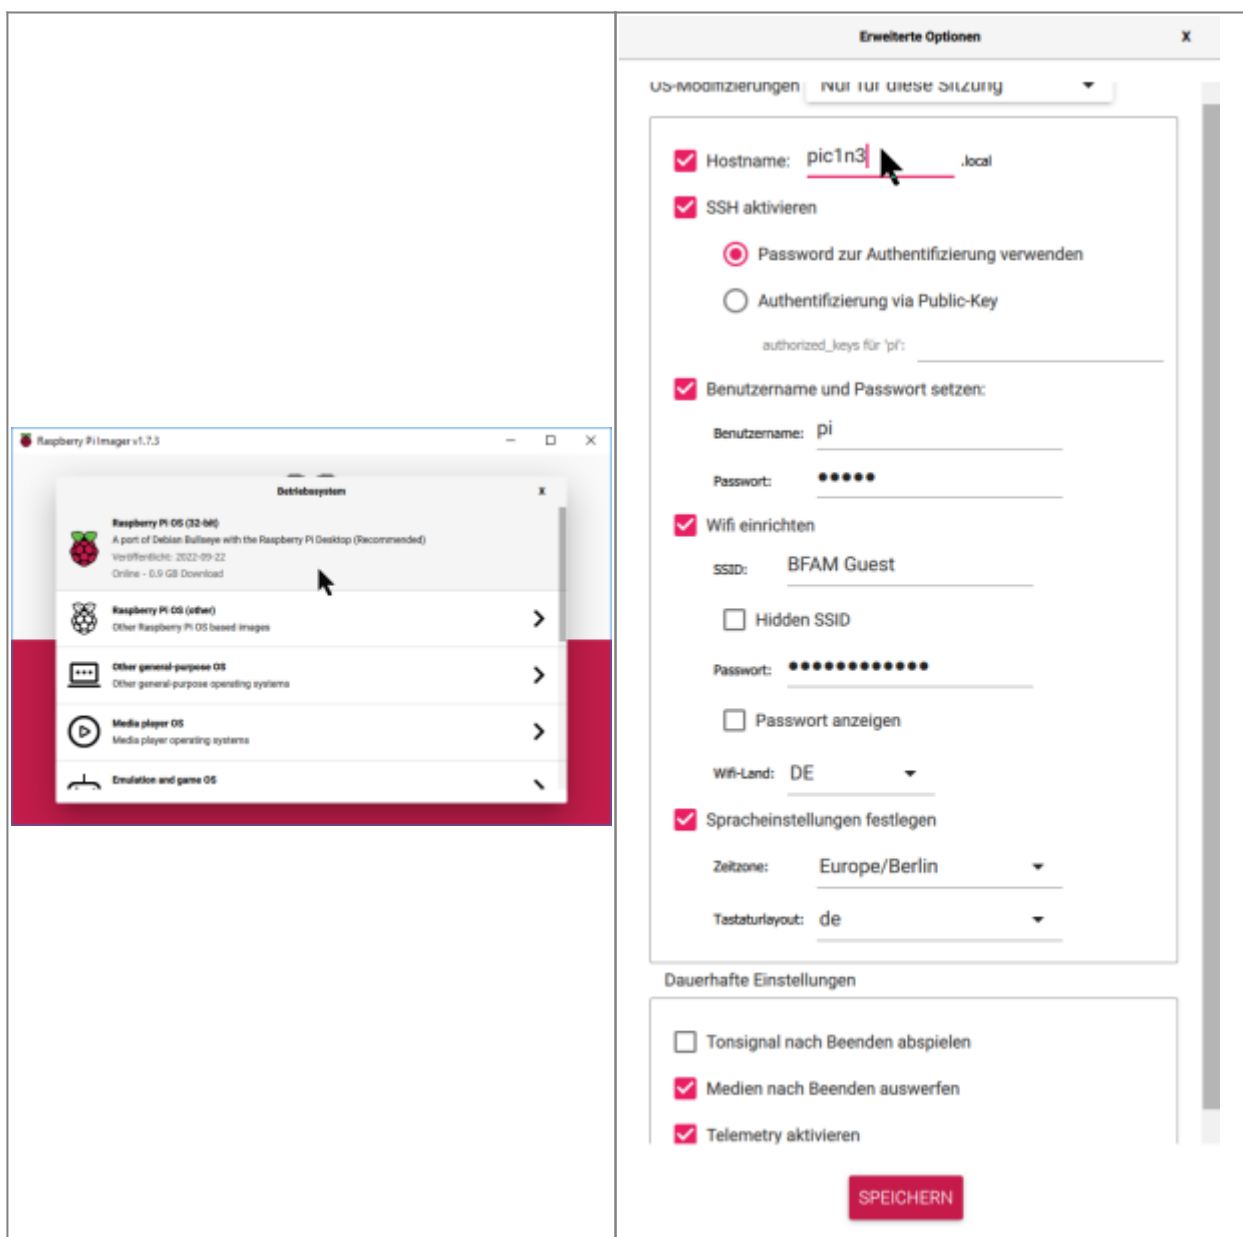 Raspberry Pi Imager v1.7.3
Betriebssystem X
Raspberry Pi OS (32-bit)
A port of Debian Bullseye with the Raspberry Pi Desktop (Recommended)
Veröffentlicht: 2022-09-22
Online - 0.9 GB Download
Raspberry Pi OS (other)
Other Raspberry Pi OS based images
Other general-purpose OS
Other general-purpose operating systems
Media player OS
Media player operating systems
Emulation and game OS
Erweiterte Optionen X
OS-Modifizierungen Nur für diese Sitzung
Hostname: pic1n3 .local
SSH aktivieren
Password zur Authentifizierung verwenden
Authentifizierung via Public-Key
authorized_keys für 'pi':
Benutzername und Passwort setzen:
Benutzername: pi
Passwort: •••••
Wifi einrichten
SSID: BFAM Guest
Hidden SSID
Passwort: ••••••••••••
Passwort anzeigen
Wifi-Land: DE
Spracheinstellungen festlegen
Zeitzone: Europe/Berlin
Tastaturlayout: de
Dauerhafte Einstellungen
Tonsignal nach Beenden abspielen
Medien nach Beenden auswerfen
Telemetry aktivieren
SPEICHERN